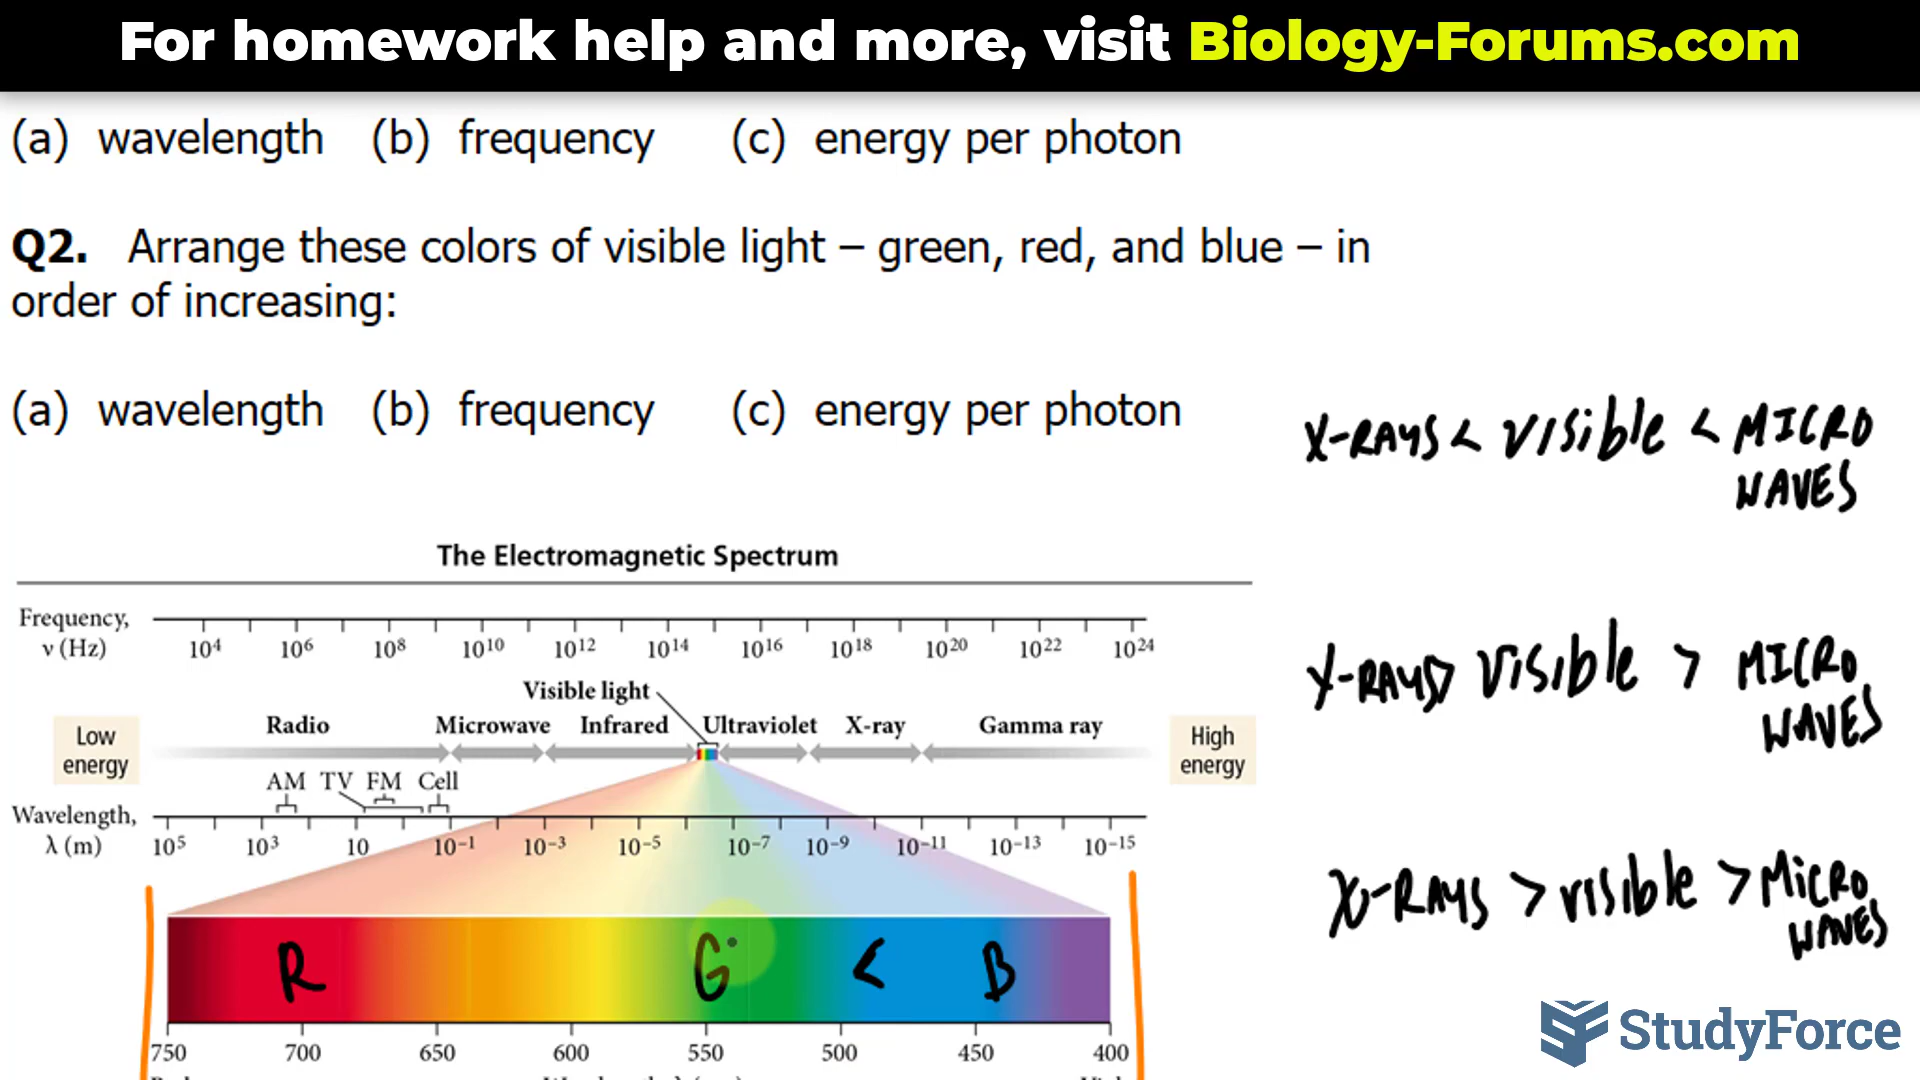 For homework help and more, visit Biology-Forums.com
(a) wavelength (b) frequency (c) energy per photon
Q2. Arrange these colors of visible light – green, red, and blue – in
order of increasing:
(a) wavelength (b) frequency (c) energy per photon
X-RAYS < visible < MICRO
WAVES
The Electromagnetic Spectrum
Frequency,
ν (Hz)
10⁴ 10⁶ 10⁸ 10¹⁰ 10¹² 10¹⁴ 10¹⁶ 10¹⁸ 10²⁰ 10²² 10²⁴
X-RAYS > visible > MICRO
WAVES
Visible light
Radio Microwave Infrared Ultraviolet X-ray Gamma ray
Low
energy
High
energy
AM TV FM Cell
Wavelength,
λ (m)
10⁵ 10³ 10 10⁻¹ 10⁻³ 10⁻⁵ 10⁻⁷ 10⁻⁹ 10⁻¹¹ 10⁻¹³ 10⁻¹⁵
X-RAYS > visible > MiCRO
WAVES
R G < B
750 700 650 600 550 500 450 400
StudyForce